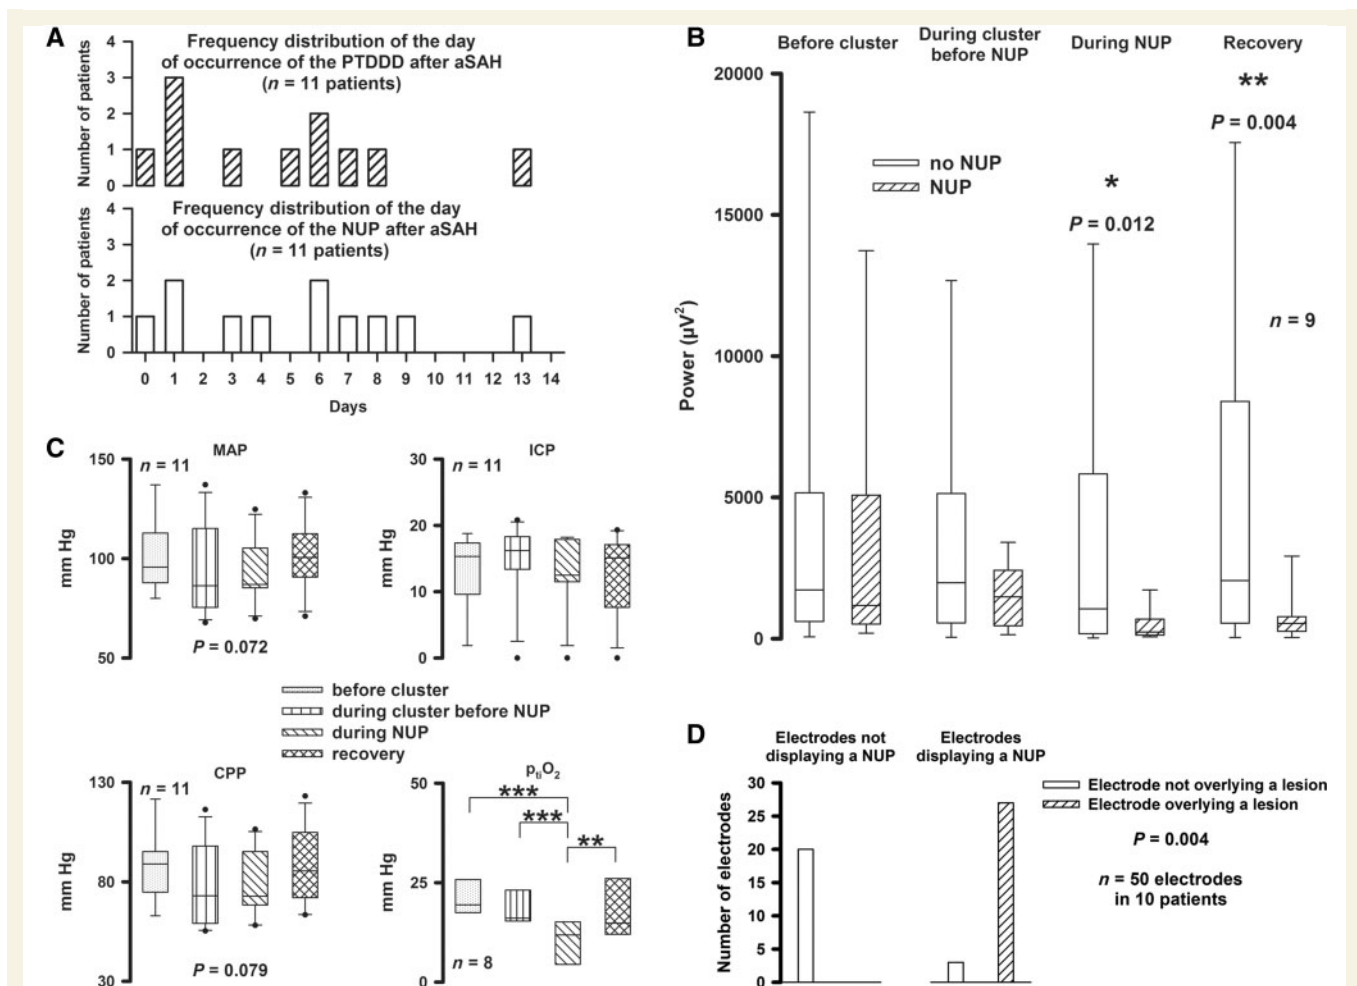 A
Frequency distribution of the day
of occurrence of the PTDDD after aSAH
(n = 11 patients)
Number of patients
4
3
2
1
0
Frequency distribution of the day
of occurrence of the NUP after aSAH
(n = 11 patients)
Number of patients
4
3
2
1
0
0 1 2 3 4 5 6 7 8 9 10 11 12 13 14
Days
B
Before cluster
During cluster
before NUP
During NUP
Recovery
20000
15000
10000
5000
0
Power (µV²)
no NUP
NUP
*
P = 0.012
**
P = 0.004
n = 9
C
MAP
n = 11
150
100
50
mm Hg
P = 0.072
ICP
n = 11
30
20
10
0
mm Hg
before cluster
during cluster before NUP
during NUP
recovery
CPP
n = 11
130
80
30
mm Hg
P = 0.079
ptiO2
50
25
0
mm Hg
***
***
**
n = 8
D
Electrodes not
displaying a NUP
Electrodes
displaying a NUP
30
25
20
15
10
5
0
Number of electrodes
Electrode not overlying a lesion
Electrode overlying a lesion
P = 0.004
n = 50 electrodes
in 10 patients